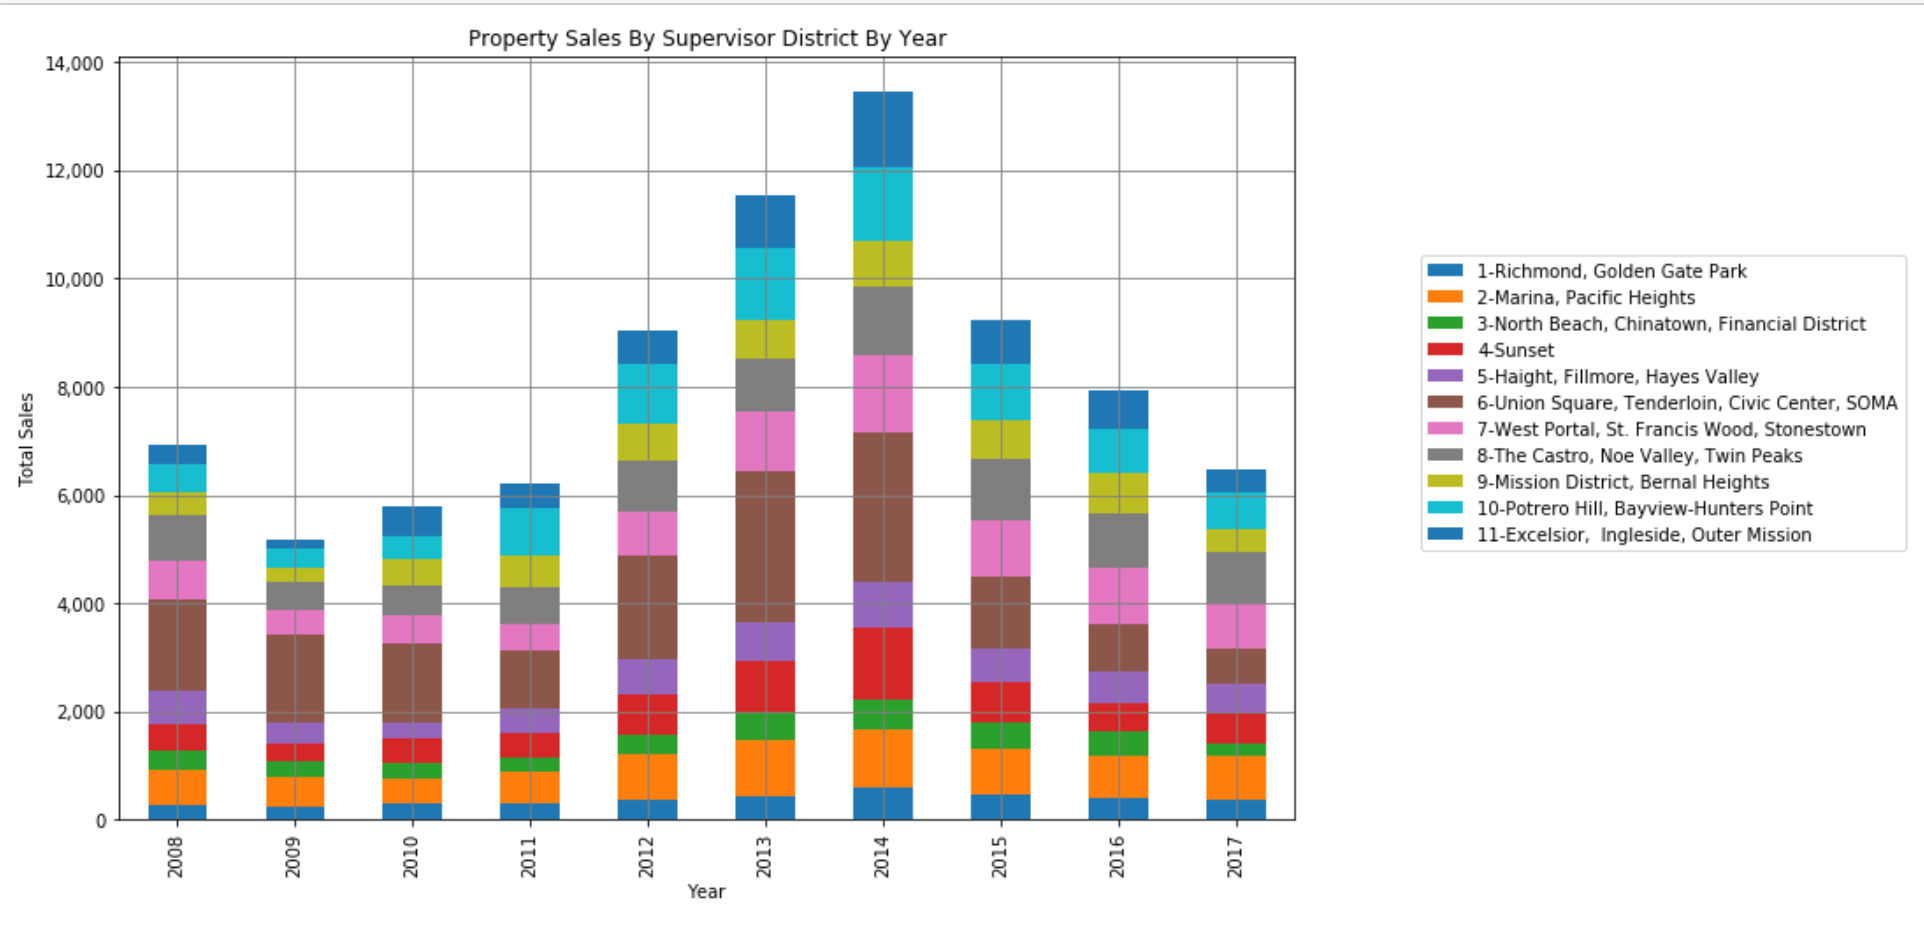 Property Sales By Supervisor District By Year
14,000
12,000
10,000
8,000
6,000
4,000
2,000
0
Total Sales
2008
2009
2010
2011
2012
2013
2014
2015
2016
2017
Year
1-Richmond, Golden Gate Park
2-Marina, Pacific Heights
3-North Beach, Chinatown, Financial District
4-Sunset
5-Haight, Fillmore, Hayes Valley
6-Union Square, Tenderloin, Civic Center, SOMA
7-West Portal, St. Francis Wood, Stonestown
8-The Castro, Noe Valley, Twin Peaks
9-Mission District, Bernal Heights
10-Potrero Hill, Bayview-Hunters Point
11-Excelsior,  Ingleside, Outer Mission